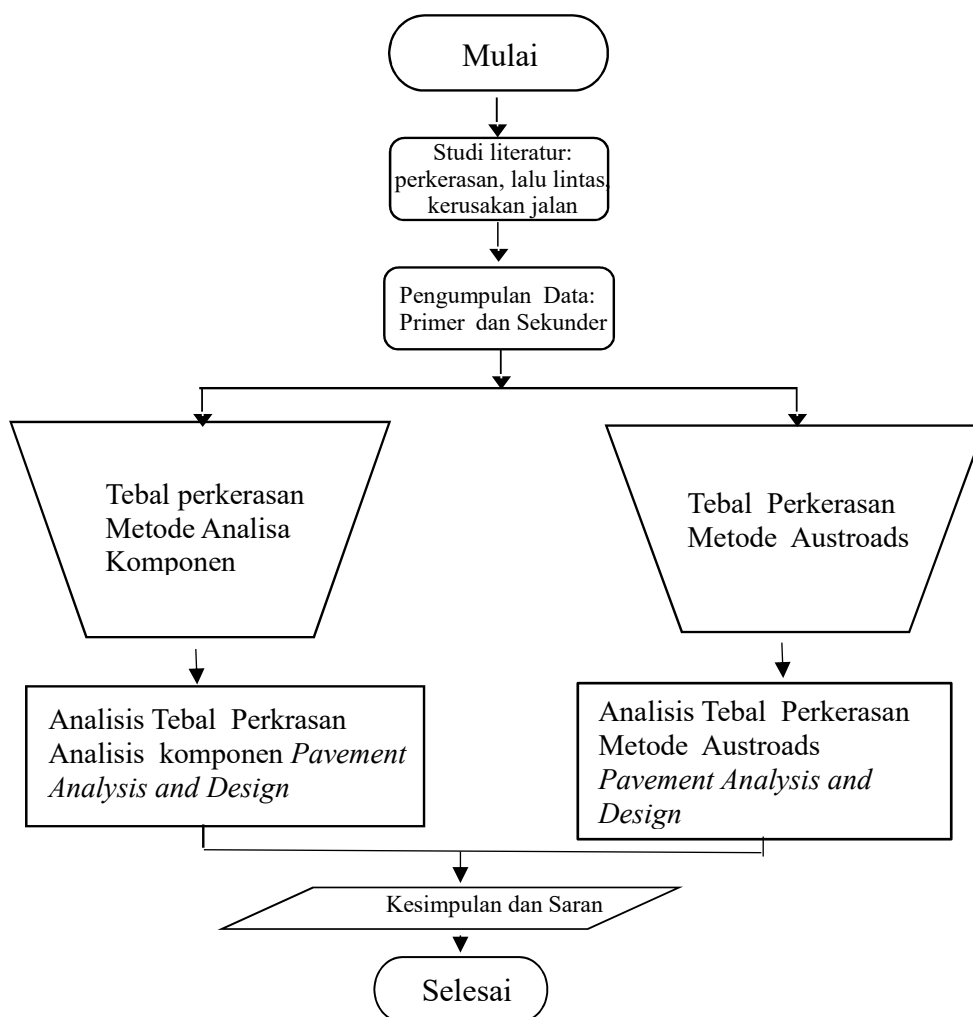 Mulai
Studi literatur:
perkerasan, lalu lintas,
kerusakan jalan
Pengumpulan Data:
Primer dan Sekunder
Tebal perkerasan
Metode Analisa
Komponen
Tebal Perkerasan
Metode Austroads
Analisis Tebal Perkrasan
Analisis komponen Pavement
Analysis and Design
Analisis Tebal Perkerasan
Metode Austroads
Pavement Analysis and
Design
Kesimpulan dan Saran
Selesai